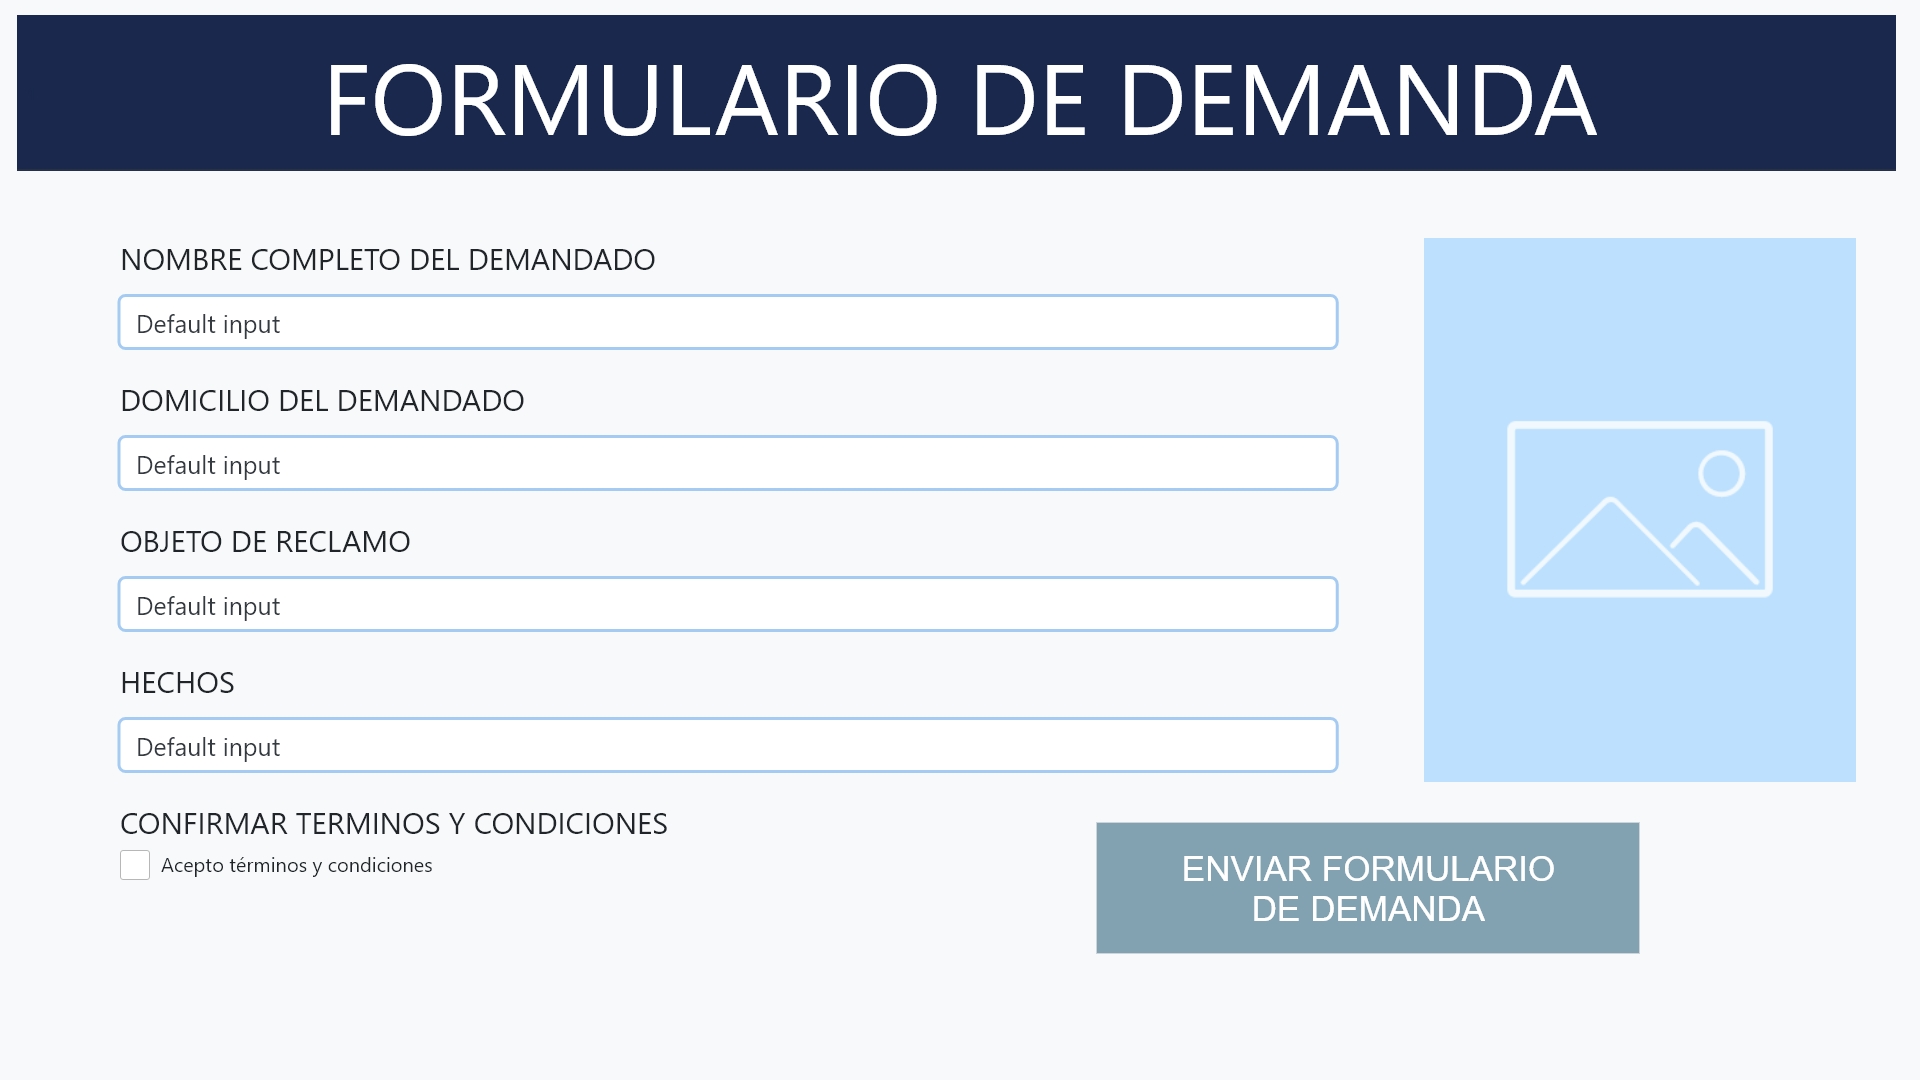 FORMULARIO DE DEMANDA
NOMBRE COMPLETO DEL DEMANDADO
Default input
DOMICILIO DEL DEMANDADO
Default input
OBJETO DE RECLAMO
Default input
HECHOS
Default input
CONFIRMAR TERMINOS Y CONDICIONES
Acepto términos y condiciones
ENVIAR FORMULARIO
DE DEMANDA